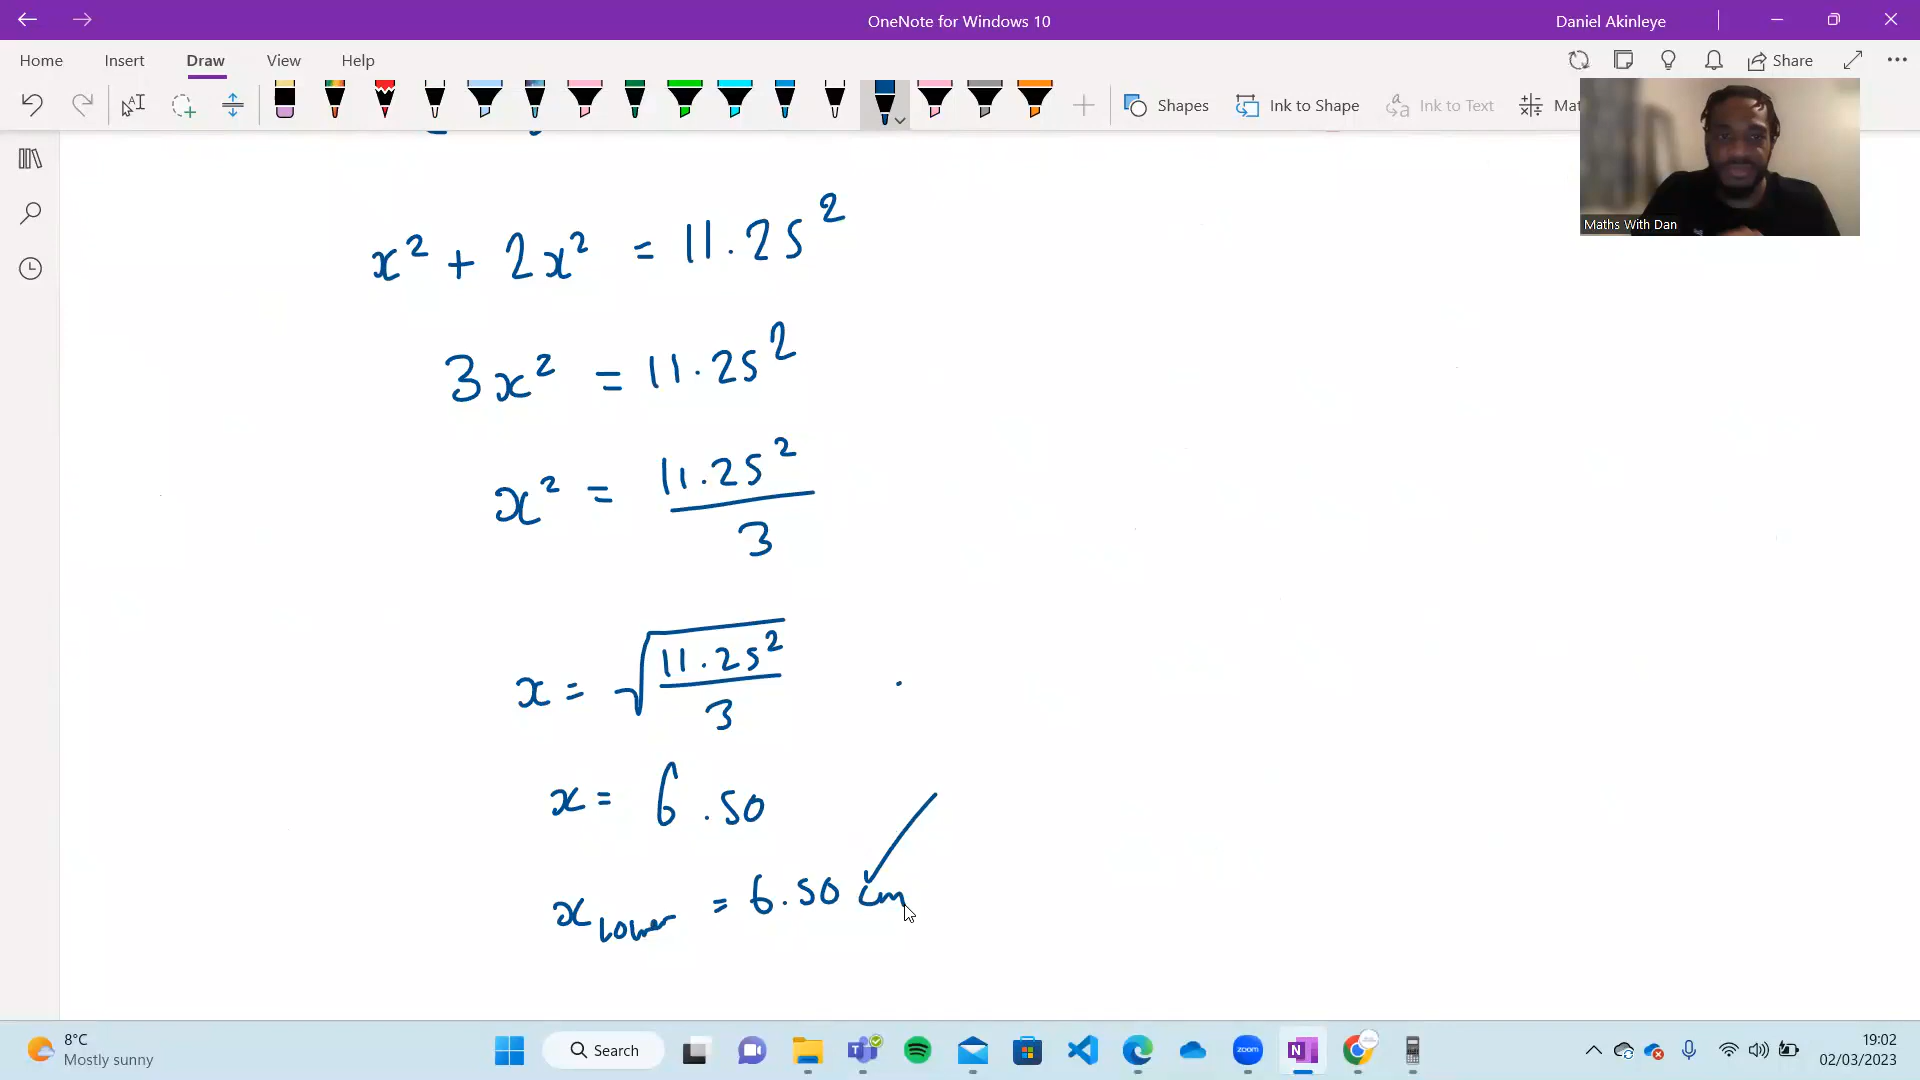 OneNote for Windows 10
Daniel Akinleye
Home Insert Draw View Help
Share
Shapes Ink to Shape Ink to Text Mat
Maths With Dan
x² + 2x² = 11.25²
3x² = 11.25²
x² = 11.25² / 3
x = √(11.25² / 3)
x = 6.50
x lower = 6.50 cm
8°C
Mostly sunny
Search
zoom
19:02
02/03/2023